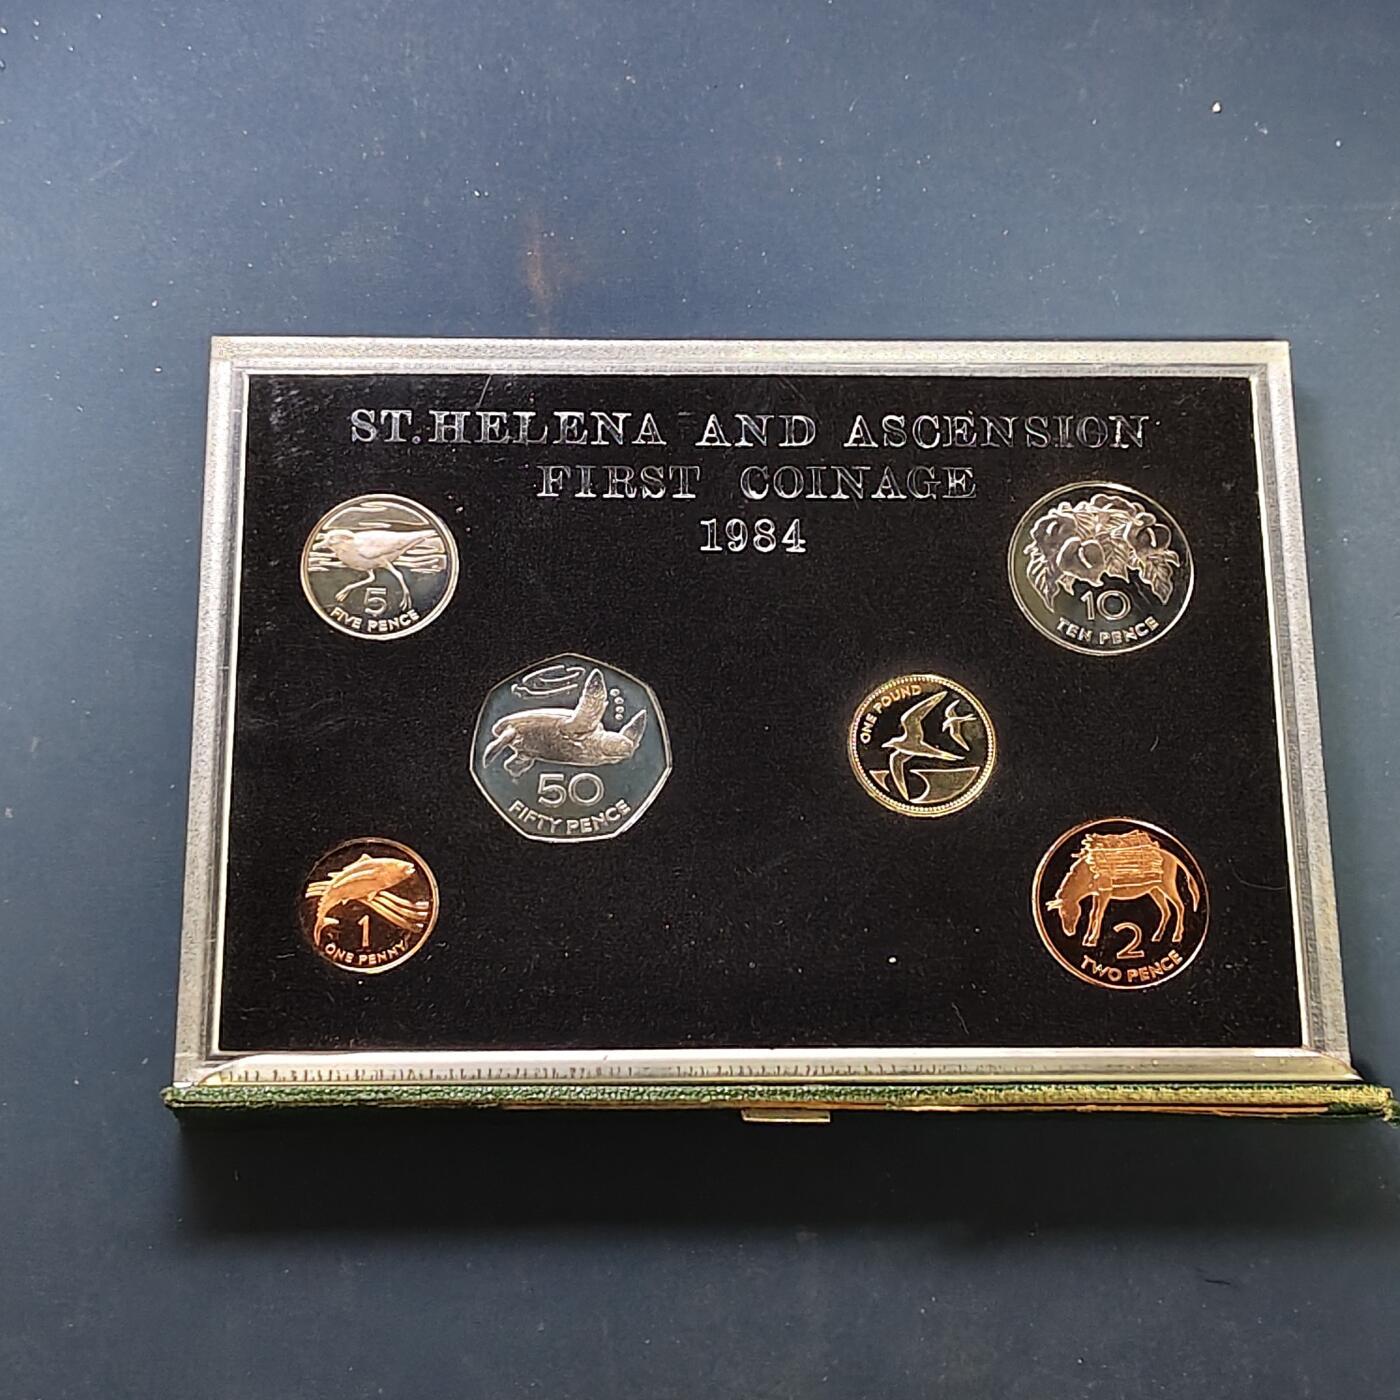 ST.HELENA AND ASCENSION
FIRST COINAGE
1984
5
FIVE PENCE
10
TEN PENCE
50
FIFTY PENCE
ONE POUND
1
ONE PENNY
2
TWO PENCE